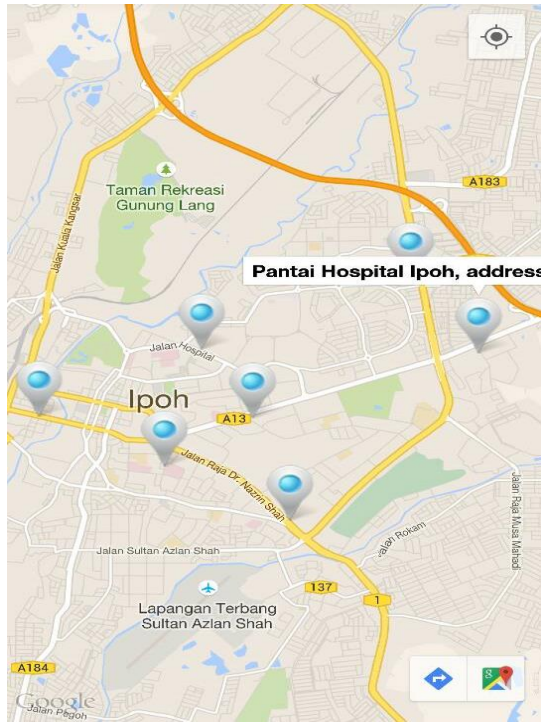 Taman Rekreasi
Gunung Lang
A183
Jalan Kuala Kangsar
Pantai Hospital Ipoh, address
Jalan Hospital
Ipoh
A13
Jalan Raja Dr. Nazrin Shah
Jalan Raja Musa Mahadi
Jalan Rokam
Jalan Sultan Azlan Shah
137
1
Lapangan Terbang
Sultan Azlan Shah
A184
Google
Jalan Pegoh